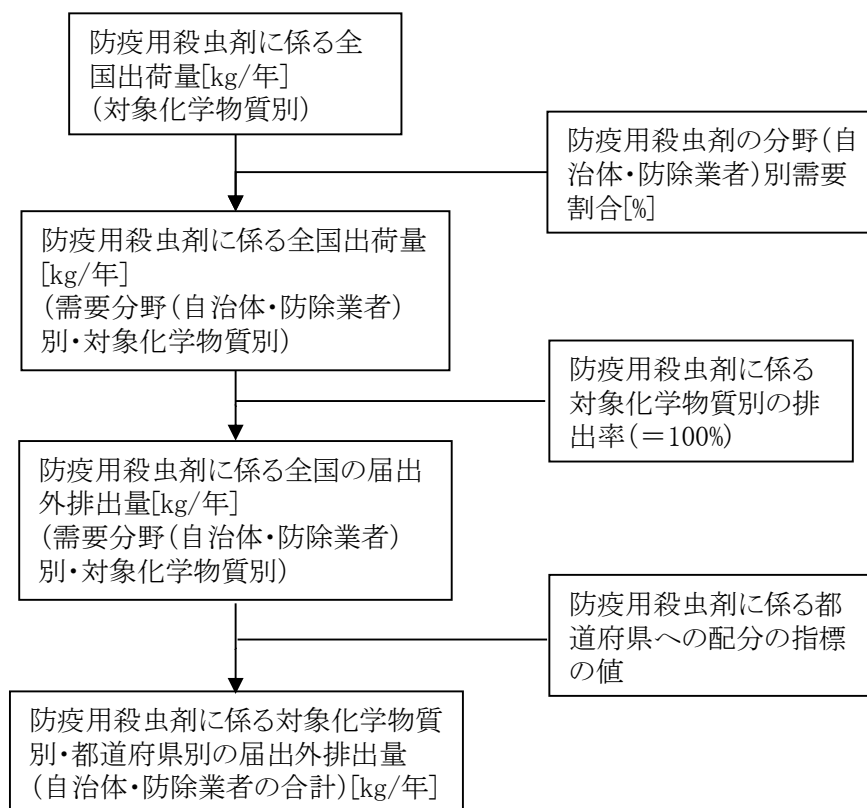 防疫用殺虫剤に係る全
国出荷量[kg/年]
(対象化学物質別)
防疫用殺虫剤の分野(自
治体・防除業者)別需要
割合[%]
防疫用殺虫剤に係る全国出荷量
[kg/年]
(需要分野(自治体・防除業者)
別・対象化学物質別)
防疫用殺虫剤に係る
対象化学物質別の排
出率(=100%)
防疫用殺虫剤に係る全国の届出
外排出量[kg/年]
(需要分野(自治体・防除業者)
別・対象化学物質別)
防疫用殺虫剤に係る都
道府県への配分の指標
の値
防疫用殺虫剤に係る対象化学物質
別・都道府県別の届出外排出量
(自治体・防除業者の合計)[kg/年]